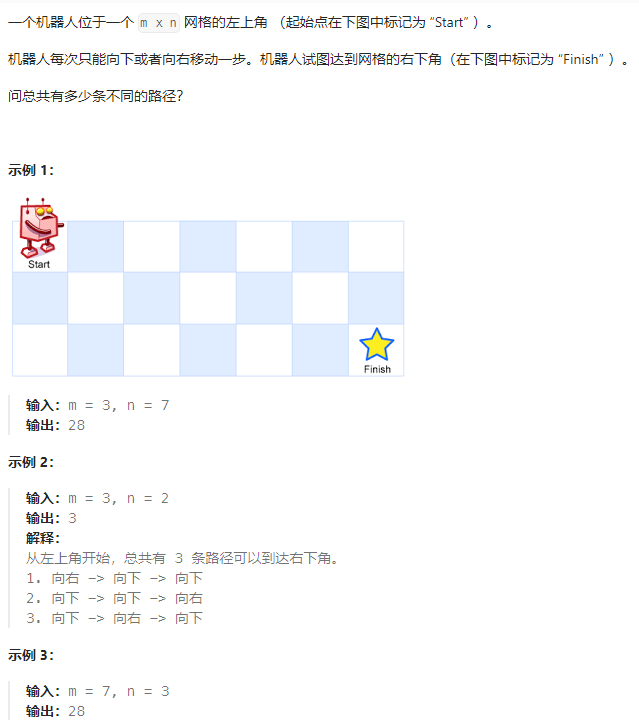 一个机器人位于一个 m x n 网格的左上角 （起始点在下图中标记为 “Start” ）。
机器人每次只能向下或者向右移动一步。机器人试图达到网格的右下角（在下图中标记为 “Finish” ）。
问总共有多少条不同的路径？
示例 1：
Start
Finish
输入：m = 3, n = 7
输出：28
示例 2：
输入：m = 3, n = 2
输出：3
解释：
从左上角开始，总共有 3 条路径可以到达右下角。
1. 向右 -> 向下 -> 向下
2. 向下 -> 向下 -> 向右
3. 向下 -> 向右 -> 向下
示例 3：
输入：m = 7, n = 3
输出：28